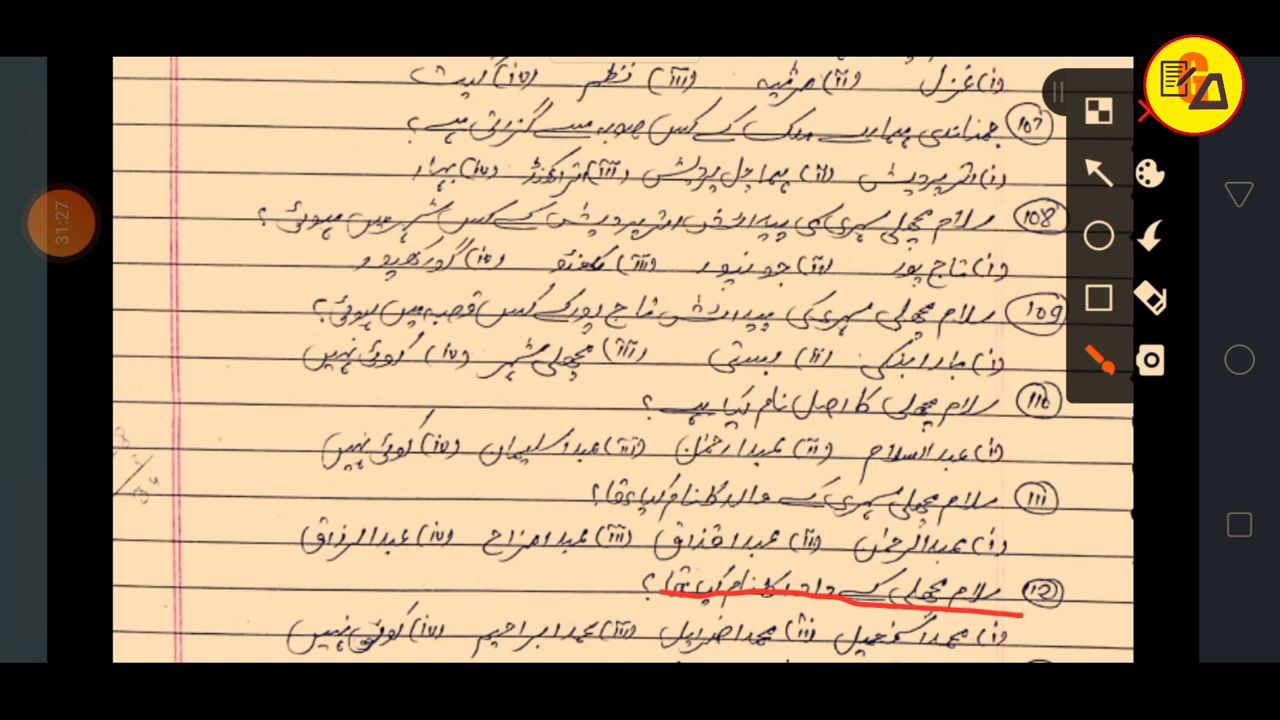 (i) غزل (ii) مرثیہ (iii) نظم (iv) گیت
(107) جمنا ندی ہمارے ملک کے کس صوبہ سے گزرتی ہے؟
(i) اتر پردیش (ii) ہماچل پردیش (iii) اتراکھنڈ (iv) بہار
(108) سلام مچھلی شہری کی پیدائش اتر پردیش کے کس شہر میں ہوئی؟
(i) تاج پور (ii) جونپور (iii) لکھنؤ (iv) گورکھپور
(109) سلام مچھلی شہری کی پیدائش تاج پور کے کس قصبہ میں ہوئی؟
(i) بارابنکی (ii) بستی (iii) مچھلی شہر (iv) کوئی نہیں
(110) سلام مچھلی کا اصل نام کیا ہے؟
(i) عبدالسلام (ii) عبدارحمٰن (iii) عبدسلیمان (iv) کوئی نہیں
(111) سلام مچھلی شہری کے والد کا نام کیا تھا؟
(i) عبدالرحمٰن (ii) (iii) (iv) عبدالرزاق
(112) سلام مچھلی کے دادا کا نام کیا تھا؟
(i) محمد اسمٰعیل (ii) محمد (iii) محمد ابراہیم (iv) کوئی نہیں
31:27